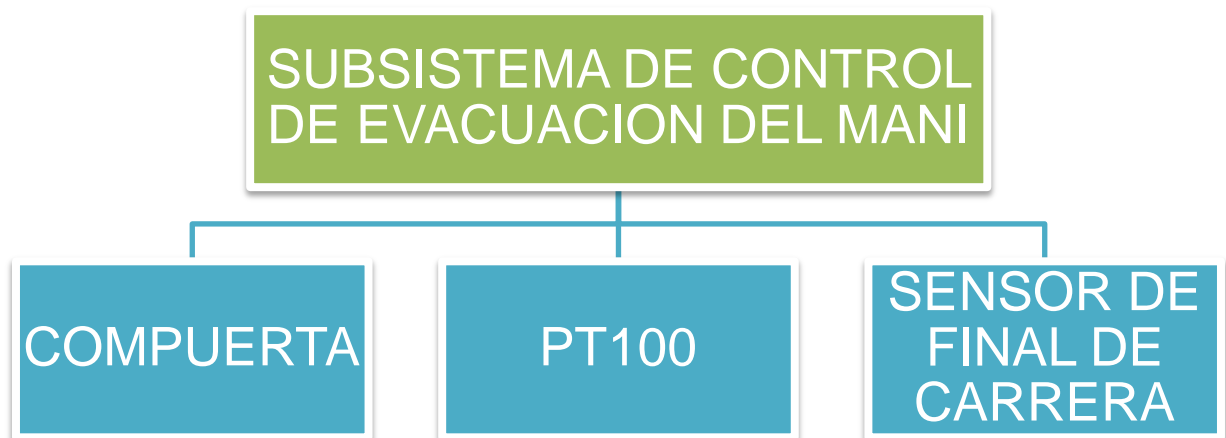 SUBSISTEMA DE CONTROL
DE EVACUACION DEL MANI
COMPUERTA
PT100
SENSOR DE
FINAL DE
CARRERA